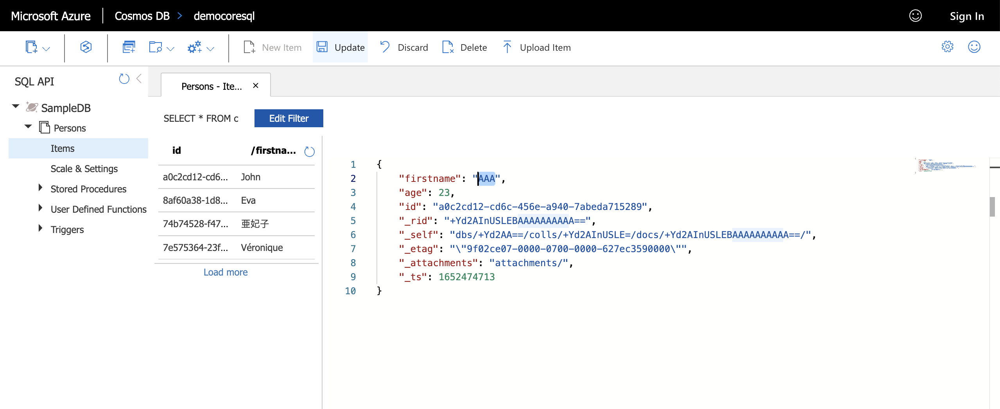 Microsoft Azure Cosmos DB > democoresql Sign In
New Item Update Discard Delete Upload Item
SQL API
SampleDB
Persons
Items
Scale & Settings
Stored Procedures
User Defined Functions
Triggers
Persons - Ite...
SELECT * FROM c Edit Filter
id /firstna...
a0c2cd12-cd6... John
8af60a38-1d8... Eva
74b74528-f47... 亜妃子
7e575364-23f... Véronique
Load more
1 {
2 "firstname": "AAA",
3 "age": 23,
4 "id": "a0c2cd12-cd6c-456e-a940-7abeda715289",
5 "_rid": "+Yd2AInUSLEBAAAAAAAAAA==",
6 "_self": "dbs/+Yd2AA==/colls/+Yd2AInUSLE=/docs/+Yd2AInUSLEBAAAAAAAAAA==/",
7 "_etag": "\"9f02ce07-0000-0700-0000-627ec3590000\"",
8 "_attachments": "attachments/",
9 "_ts": 1652474713
10 }